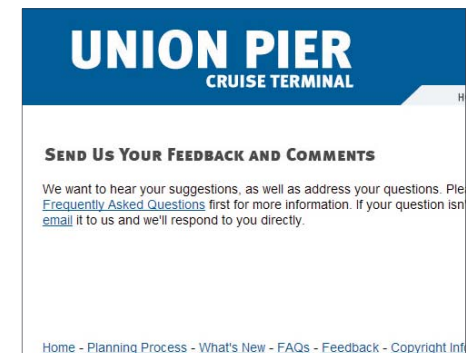 UNION PIER
CRUISE TERMINAL
SEND US YOUR FEEDBACK AND COMMENTS
We want to hear your suggestions, as well as address your questions.
Frequently Asked Questions first for more information. If your question
email it to us and we'll respond to you directly.
Home - Planning Process - What's New - FAQs - Feedback - Copyright